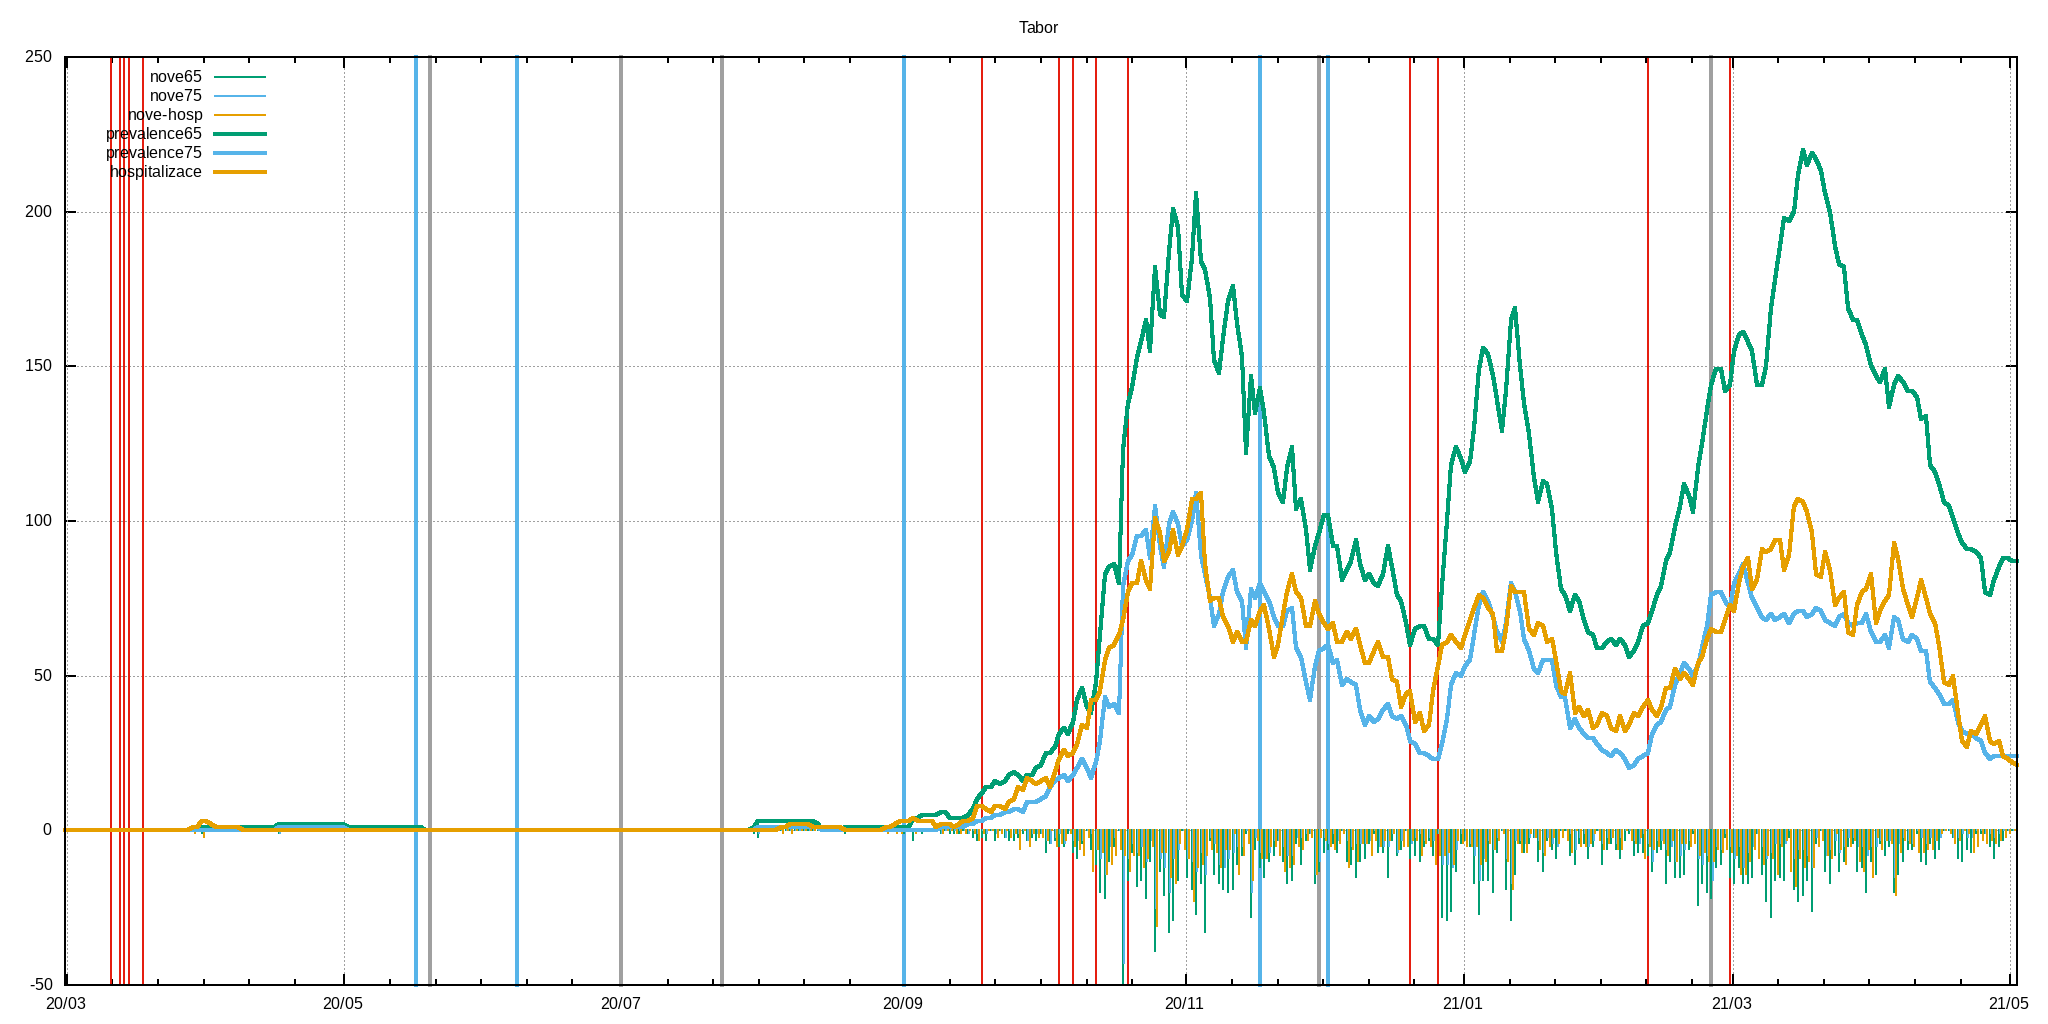 Tabor
250
200
150
100
50
0
-50
nove65
nove75
nove-hosp
prevalence65
prevalence75
hospitalizace
20/03 20/05 20/07 20/09 20/11 21/01 21/03 21/05